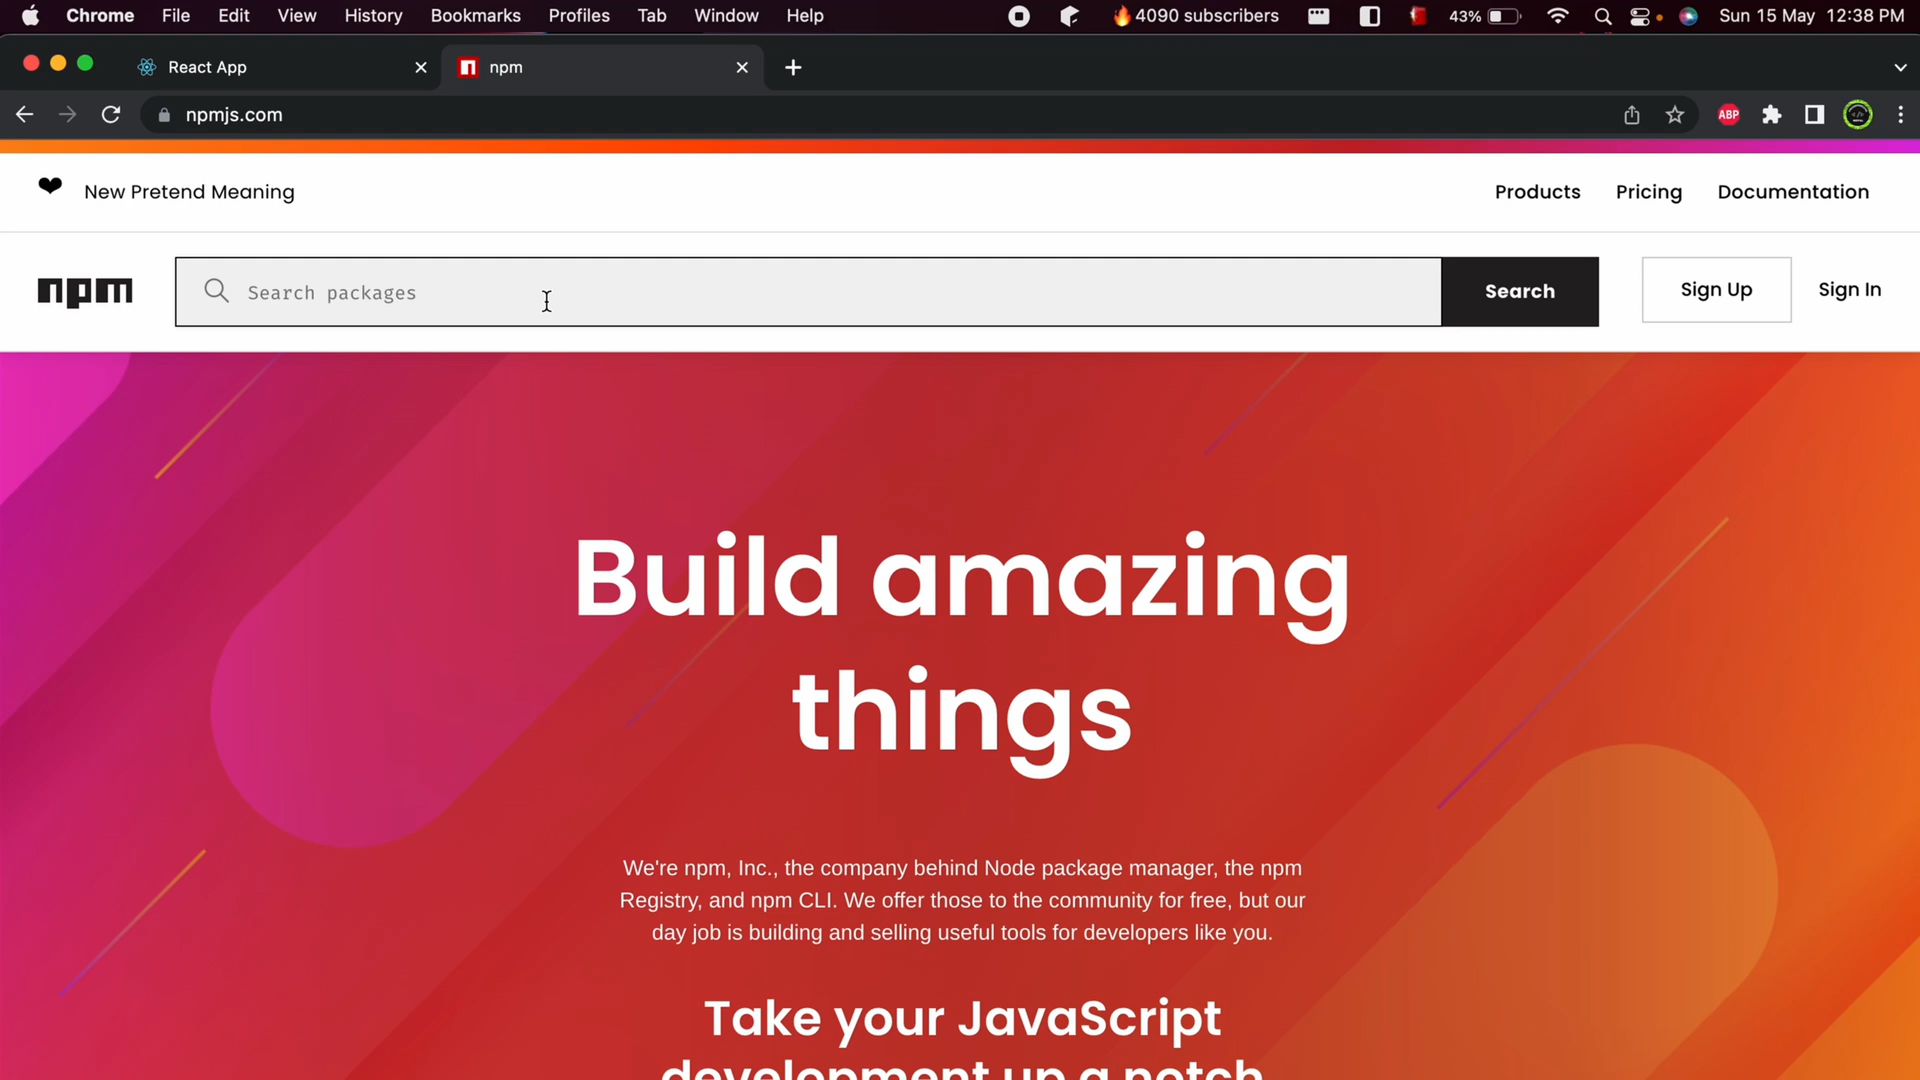 Chrome File Edit View History Bookmarks Profiles Tab Window Help 🔥4090 subscribers 43% Sun 15 May 12:38 PM
React App npm
npmjs.com ABP
New Pretend Meaning Products Pricing Documentation
npm Search packages Search Sign Up Sign In
Build amazing
things
We're npm, Inc., the company behind Node package manager, the npm
Registry, and npm CLI. We offer those to the community for free, but our
day job is building and selling useful tools for developers like you.
Take your JavaScript
development up a notch